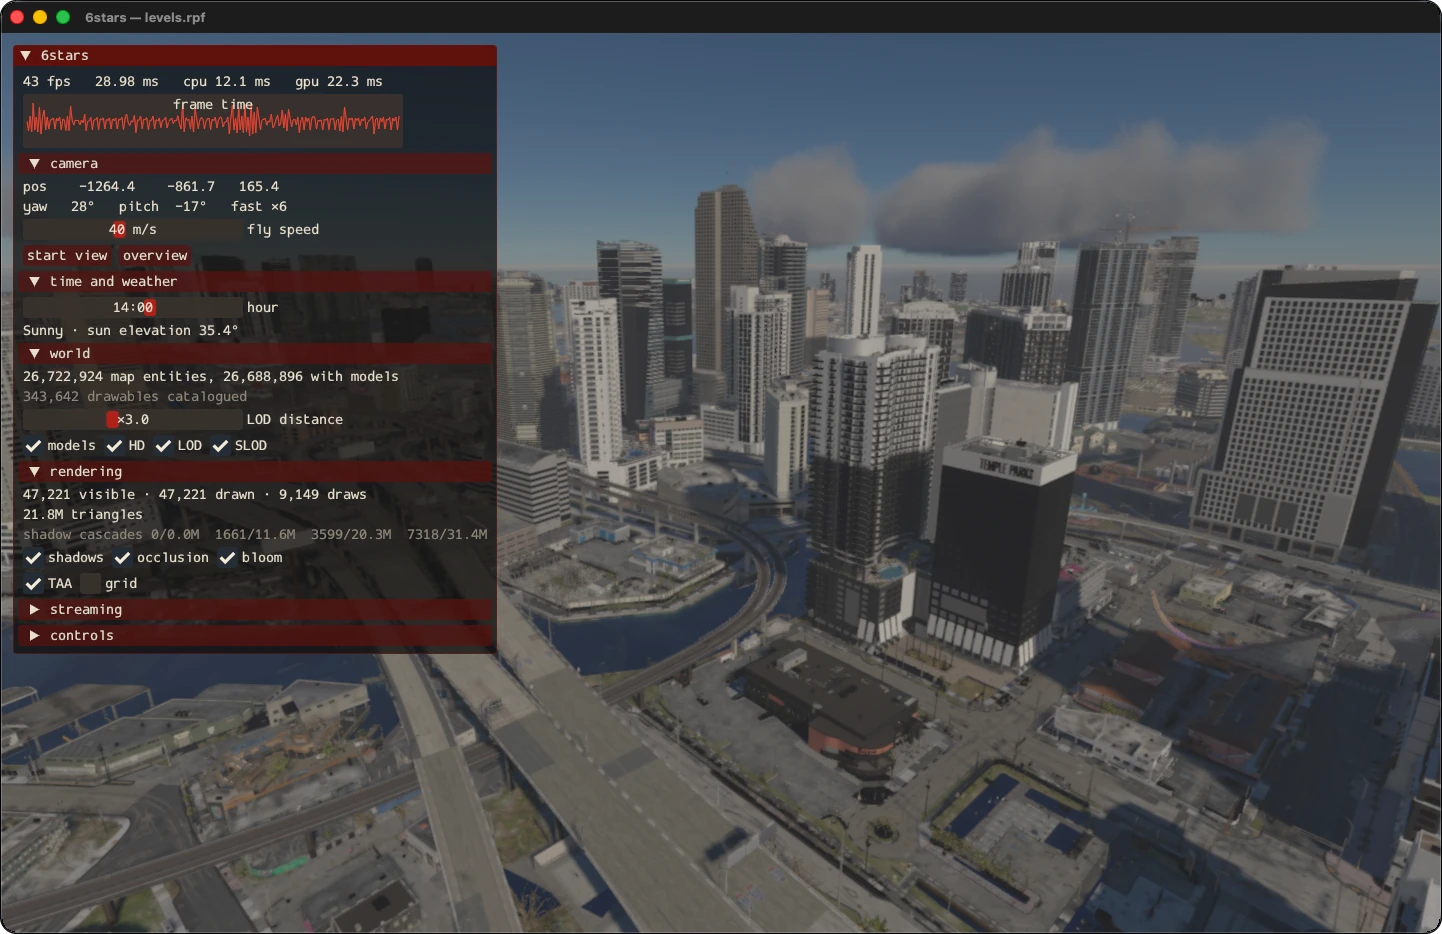 6stars — levels.rpf
6stars
43 fps 28.98 ms cpu 12.1 ms gpu 22.3 ms
frame time
camera
pos -1264.4 -861.7 165.4
yaw 28° pitch -17° fast ×6
40 m/s fly speed
start view overview
time and weather
14:00 hour
Sunny · sun elevation 35.4°
world
26,722,924 map entities, 26,688,896 with models
343,642 drawables catalogued
×3.0 LOD distance
models HD LOD SLOD
rendering
47,221 visible · 47,221 drawn · 9,149 draws
21.8M triangles
shadow cascades 0/0.0M 1661/11.6M 3599/20.3M 7318/31.4M
shadows occlusion bloom
TAA grid
streaming
controls